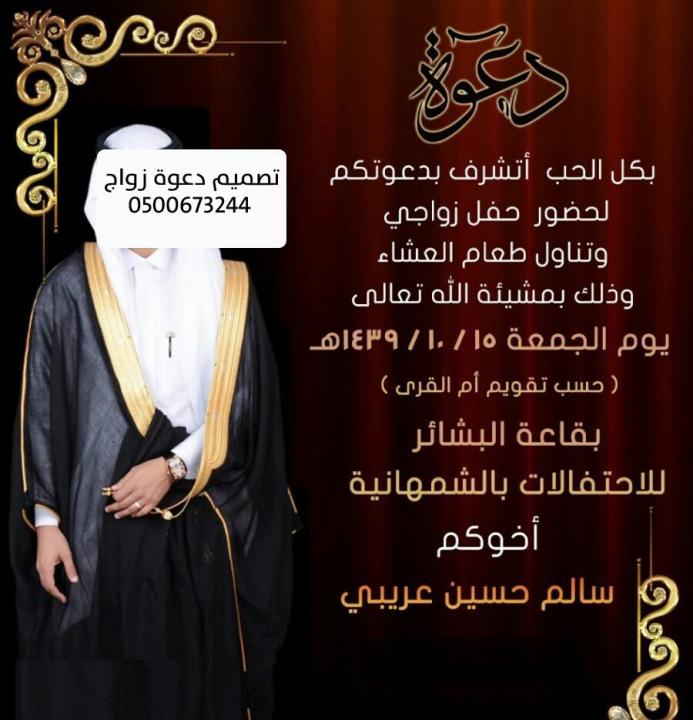 دعوة
بكل الحب أتشرف بدعوتكم
لحضور حفل زواجي
وتناول طعام العشاء
وذلك بمشيئة الله تعالى
يوم الجمعة ١٥ / ١٠ / ١٤٣٩هـ
( حسب تقويم أم القرى )
بقاعة البشائر
للاحتفالات بالشمهانية
أخوكم
سالم حسين عريبي
تصميم دعوة زواج
0500673244